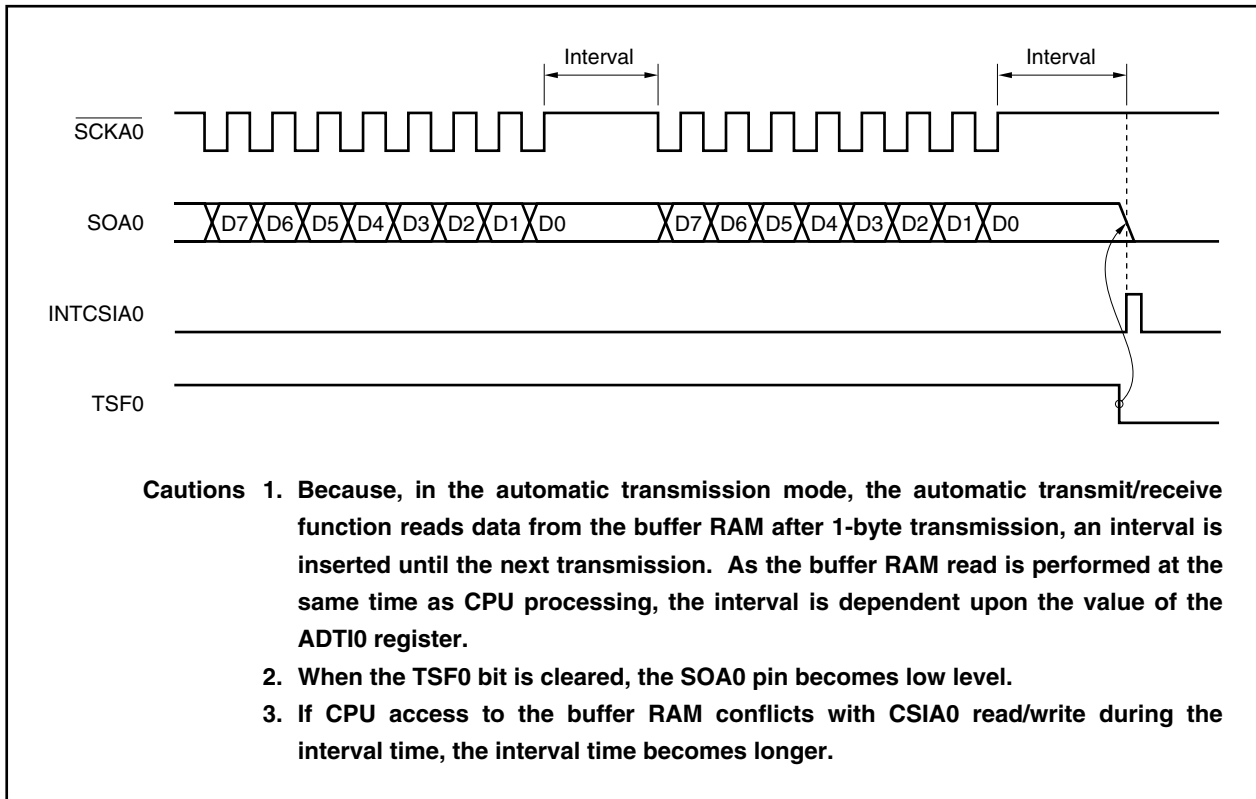 Interval Interval
SCKA0
SOA0 D7 D6 D5 D4 D3 D2 D1 D0 D7 D6 D5 D4 D3 D2 D1 D0
INTCSIA0
TSF0
Cautions 1. Because, in the automatic transmission mode, the automatic transmit/receive
function reads data from the buffer RAM after 1-byte transmission, an interval is
inserted until the next transmission. As the buffer RAM read is performed at the
same time as CPU processing, the interval is dependent upon the value of the
ADTI0 register.
2. When the TSF0 bit is cleared, the SOA0 pin becomes low level.
3. If CPU access to the buffer RAM conflicts with CSIA0 read/write during the
interval time, the interval time becomes longer.